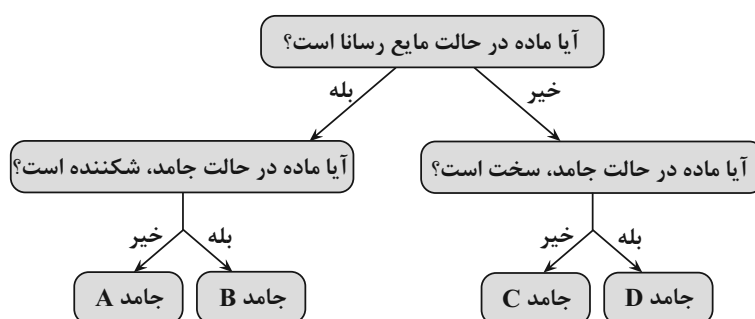 آیا ماده در حالت مایع رسانا است؟
خیر
بله
آیا ماده در حالت جامد، سخت است؟
آیا ماده در حالت جامد، شکننده است؟
بله
خیر
بله
خیر
جامد D
جامد C
جامد B
جامد A